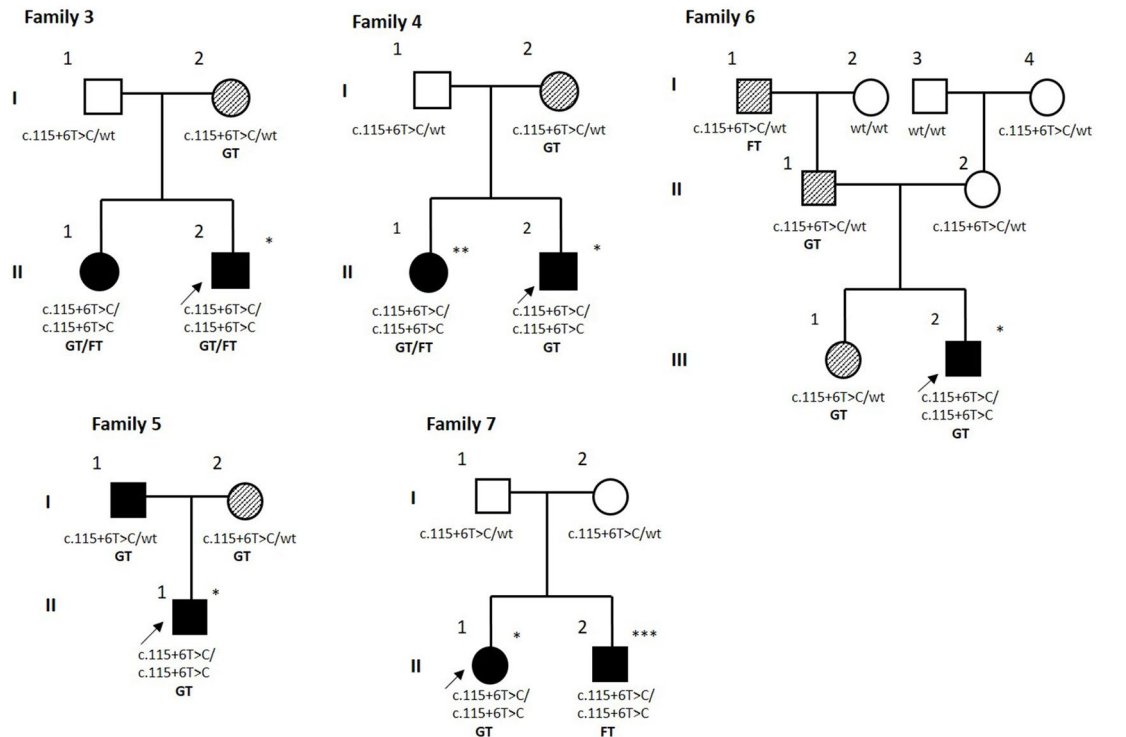 Family 3
1 2
I
c.115+6T>C/wt c.115+6T>C/wt
GT
1 2 *
II
c.115+6T>C/ c.115+6T>C/
c.115+6T>C c.115+6T>C
GT/FT GT/FT
Family 4
1 2
I
c.115+6T>C/wt c.115+6T>C/wt
GT
1 ** 2 *
II
c.115+6T>C/ c.115+6T>C/
c.115+6T>C c.115+6T>C
GT/FT GT
Family 6
1 2 3 4
I
c.115+6T>C/wt wt/wt wt/wt c.115+6T>C/wt
FT
1 2
II
c.115+6T>C/wt c.115+6T>C/wt
GT
1 2 *
III
c.115+6T>C/wt c.115+6T>C/
c.115+6T>C
GT GT
Family 5
1 2
I
c.115+6T>C/wt c.115+6T>C/wt
GT GT
1 *
II
c.115+6T>C/
c.115+6T>C
GT
Family 7
1 2
I
c.115+6T>C/wt c.115+6T>C/wt
1 * 2 ***
II
c.115+6T>C/ c.115+6T>C/
c.115+6T>C c.115+6T>C
GT FT